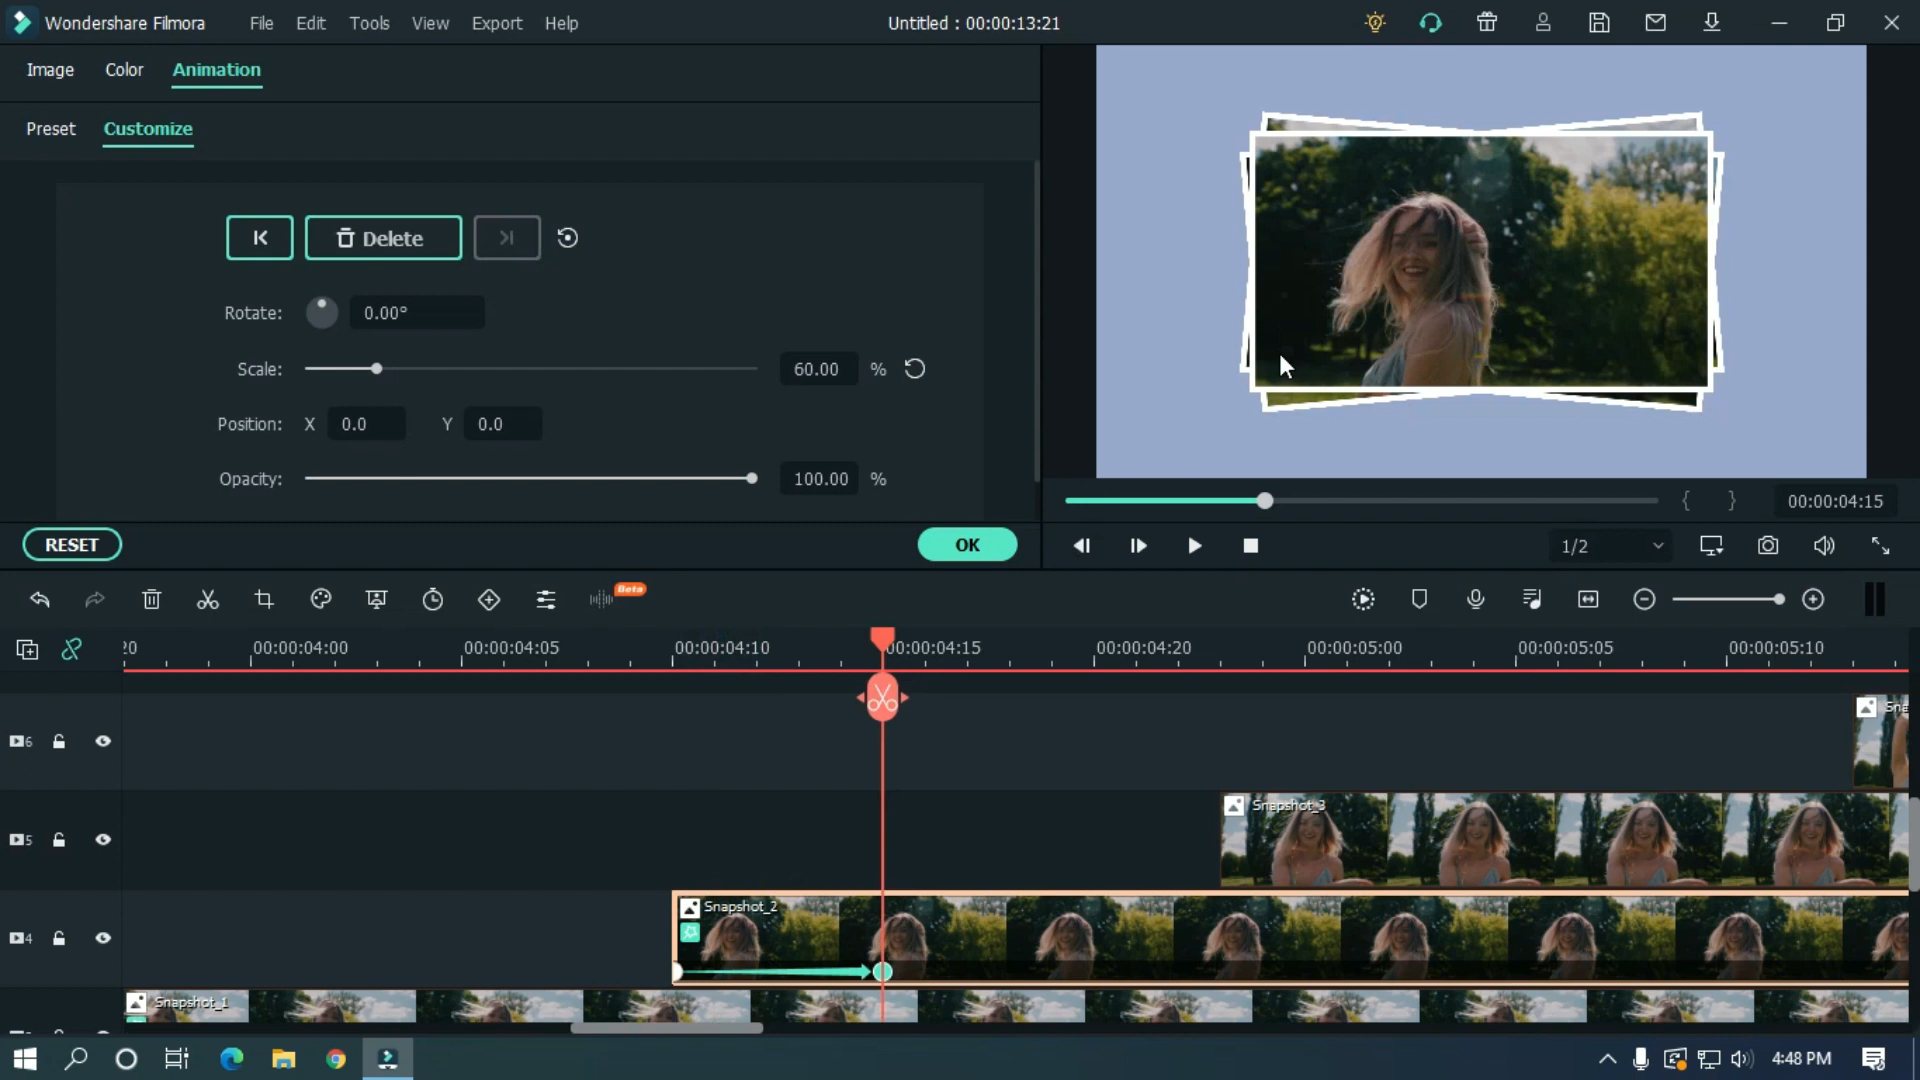 Wondershare Filmora File Edit Tools View Export Help Untitled : 00:00:13:21
Image Color Animation
Preset Customize
Delete
Rotate: 0.00°
Scale: 60.00 %
Position: X 0.0 Y 0.0
Opacity: 100.00 %
{ } 00:00:04:15
RESET OK 1/2
Beta
20 00:00:04:00 00:00:04:05 00:00:04:10 00:00:04:15 00:00:04:20 00:00:05:00 00:00:05:05 00:00:05:10
6 Sna
5 Snapshot_3
4 Snapshot_2
Snapshot_1
4:48 PM